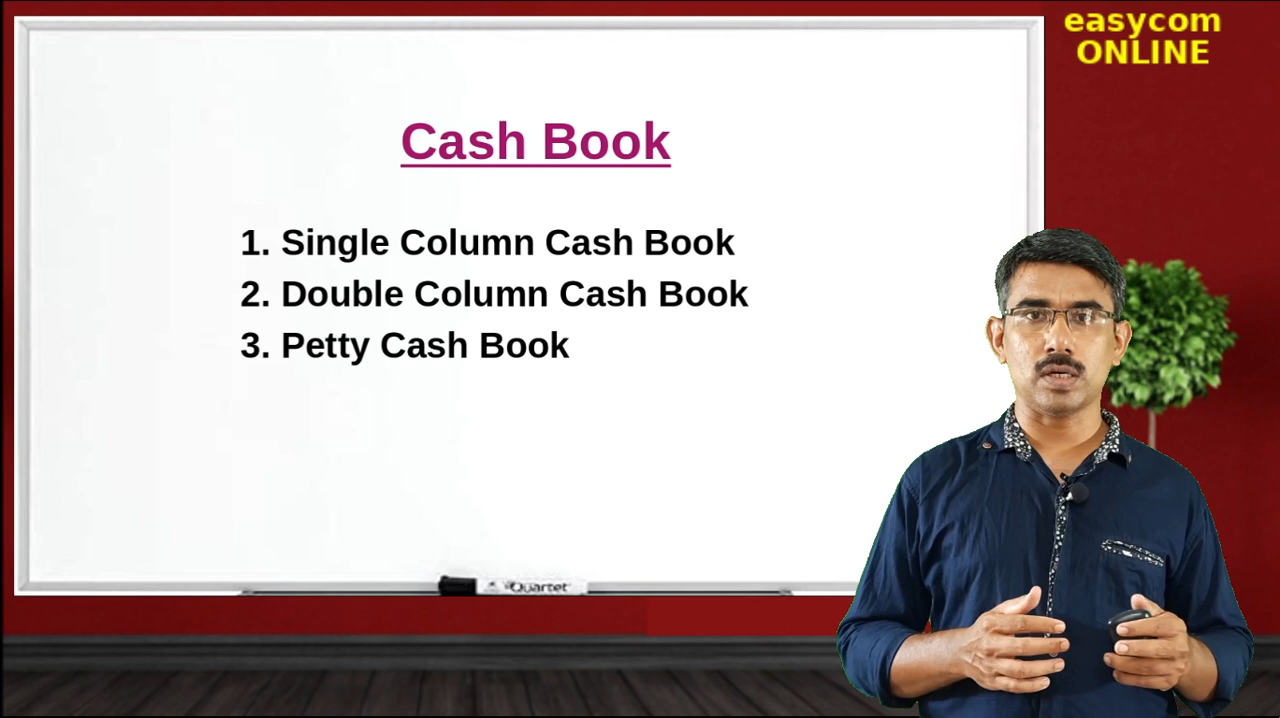 easycom
ONLINE
Cash Book
1. Single Column Cash Book
2. Double Column Cash Book
3. Petty Cash Book
Quartet